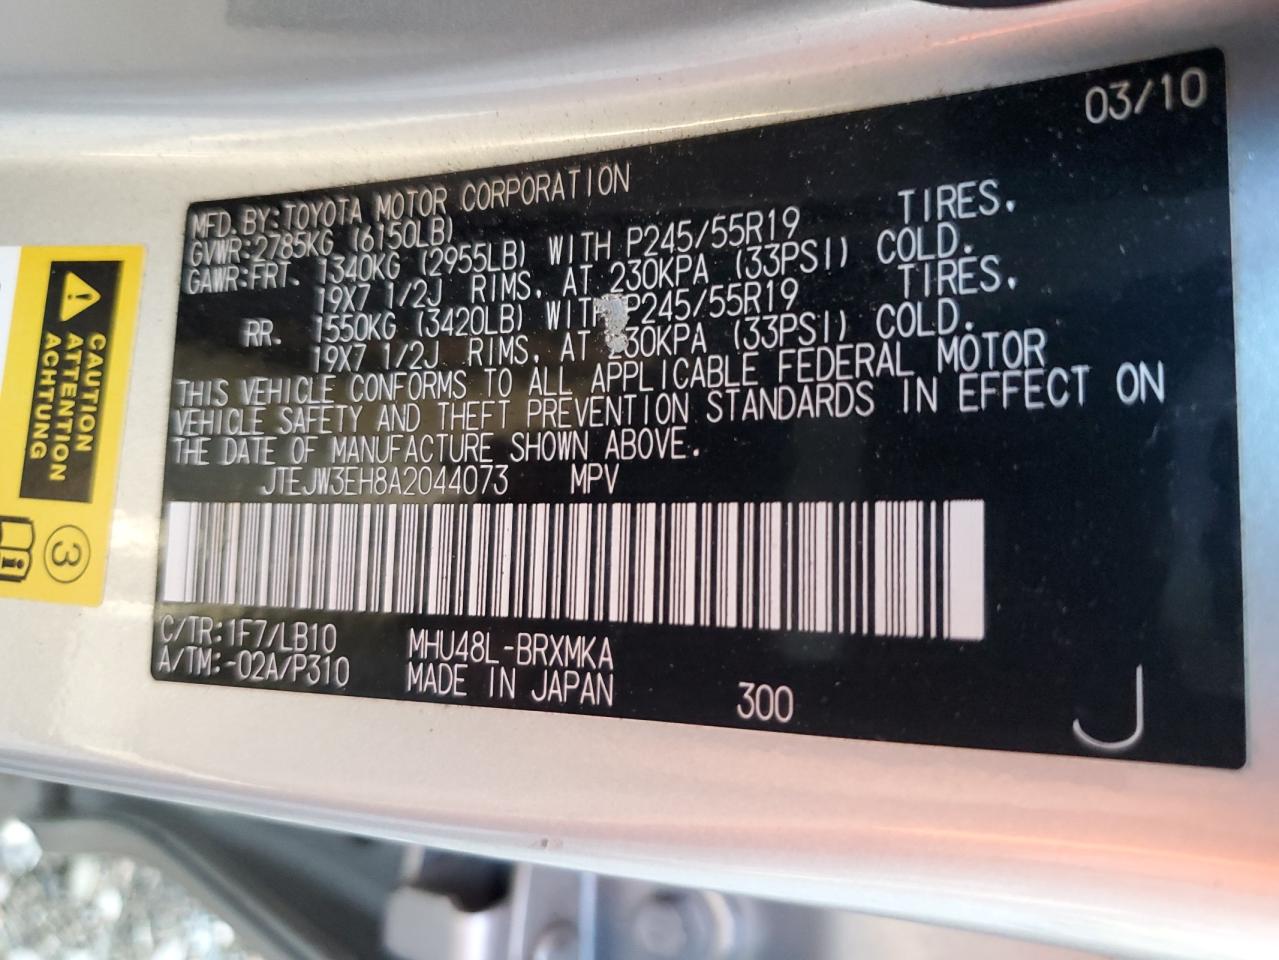 03/10
MFD. BY: TOYOTA MOTOR CORPORATION
GVWR: 2785KG (6150LB)
GAWR: FRT. 1340KG (2955LB) WITH P245/55R19 TIRES.
19X7 1/2J RIMS. AT 230KPA (33PSI) COLD.
RR. 1550KG (3420LB) WITH P245/55R19 TIRES.
19X7 1/2J RIMS. AT 230KPA (33PSI) COLD.
THIS VEHICLE CONFORMS TO ALL APPLICABLE FEDERAL MOTOR
VEHICLE SAFETY AND THEFT PREVENTION STANDARDS IN EFFECT ON
THE DATE OF MANUFACTURE SHOWN ABOVE.
JTEJW3EH8A2044073 MPV
C/TR: 1F7/LB10 MHU48L-BRXMKA
A/TM: -02A/P310 MADE IN JAPAN 300
J
CAUTION
ATTENTION
ACHTUNG
3